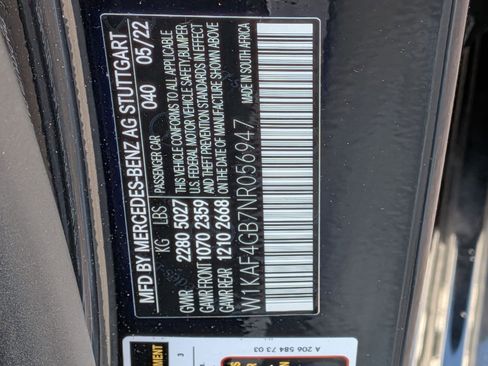 MFD BY MERCEDES-BENZ AG STUTTGART
PASSENGER CAR 040 05/22
KG LBS
GVWR 2280 5027
GAWR FRONT 1070 2359
GAWR REAR 1210 2668
THIS VEHICLE CONFORMS TO ALL APPLICABLE
U.S. FEDERAL MOTOR VEHICLE SAFETY/BUMPER
AND THEFT PREVENTION STANDARDS IN EFFECT
ON THE DATE OF MANUFACTURE SHOWN ABOVE
W1KAF4GB7NR056947
MADE IN SOUTH AFRICA
A 206 584 73 03
3